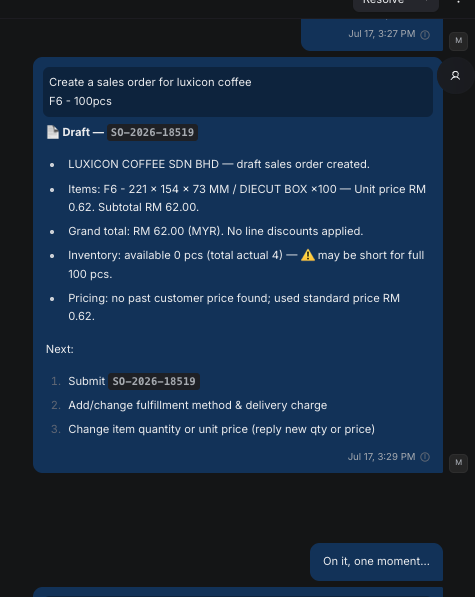 Resolve
Jul 17, 3:27 PM
M
Create a sales order for luxicon coffee
F6 - 100pcs
📄 Draft — SO-2026-18519
• LUXICON COFFEE SDN BHD — draft sales order created.
• Items: F6 - 221 × 154 × 73 MM / DIECUT BOX ×100 — Unit price RM
0.62. Subtotal RM 62.00.
• Grand total: RM 62.00 (MYR). No line discounts applied.
• Inventory: available 0 pcs (total actual 4) — ⚠️ may be short for full
100 pcs.
• Pricing: no past customer price found; used standard price RM
0.62.
Next:
1. Submit SO-2026-18519
2. Add/change fulfillment method & delivery charge
3. Change item quantity or unit price (reply new qty or price)
Jul 17, 3:29 PM
M
On it, one moment...